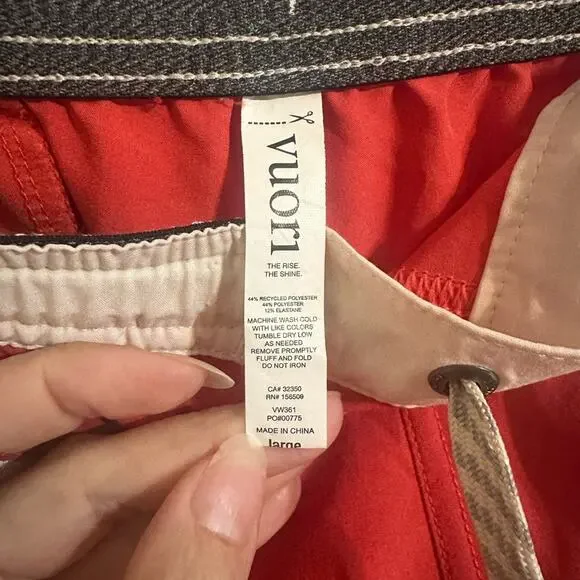 vuori
THE RISE.
THE SHINE.
44% RECYCLED POLYESTER
44% POLYESTER
12% ELASTANE
MACHINE WASH COLD
WITH LIKE COLORS
TUMBLE DRY LOW
AS NEEDED
REMOVE PROMPTLY
FLUFF AND FOLD
DO NOT IRON
CA# 32350
RN# 156509
VW361
PO#00775
MADE IN CHINA
large